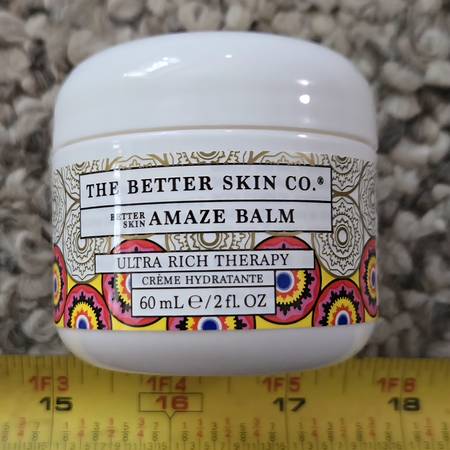 THE BETTER SKIN CO.®
BETTER SKIN AMAZE BALM
ULTRA RICH THERAPY
CRÈME HYDRATANTE
60 mL ℮/2 fl. OZ
1F3 1F4 1F5 1F6
15 16 17 18